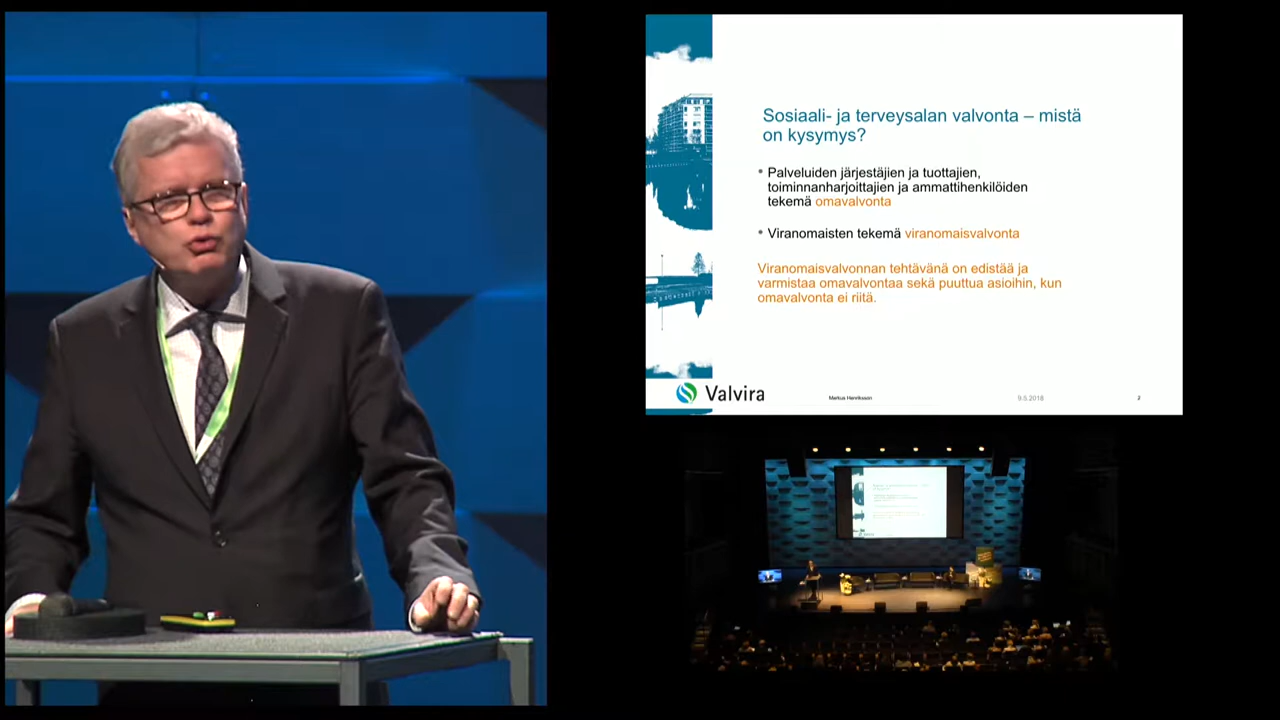 Sosiaali- ja terveysalan valvonta – mistä
on kysymys?
• Palveluiden järjestäjien ja tuottajien,
toiminnanharjoittajien ja ammattihenkilöiden
tekemä omavalvonta
• Viranomaisten tekemä viranomaisvalvonta
Viranomaisvalvonnan tehtävänä on edistää ja
varmistaa omavalvontaa sekä puuttua asioihin, kun
omavalvonta ei riitä.
Valvira
Markus Henriksson
9.5.2018
2